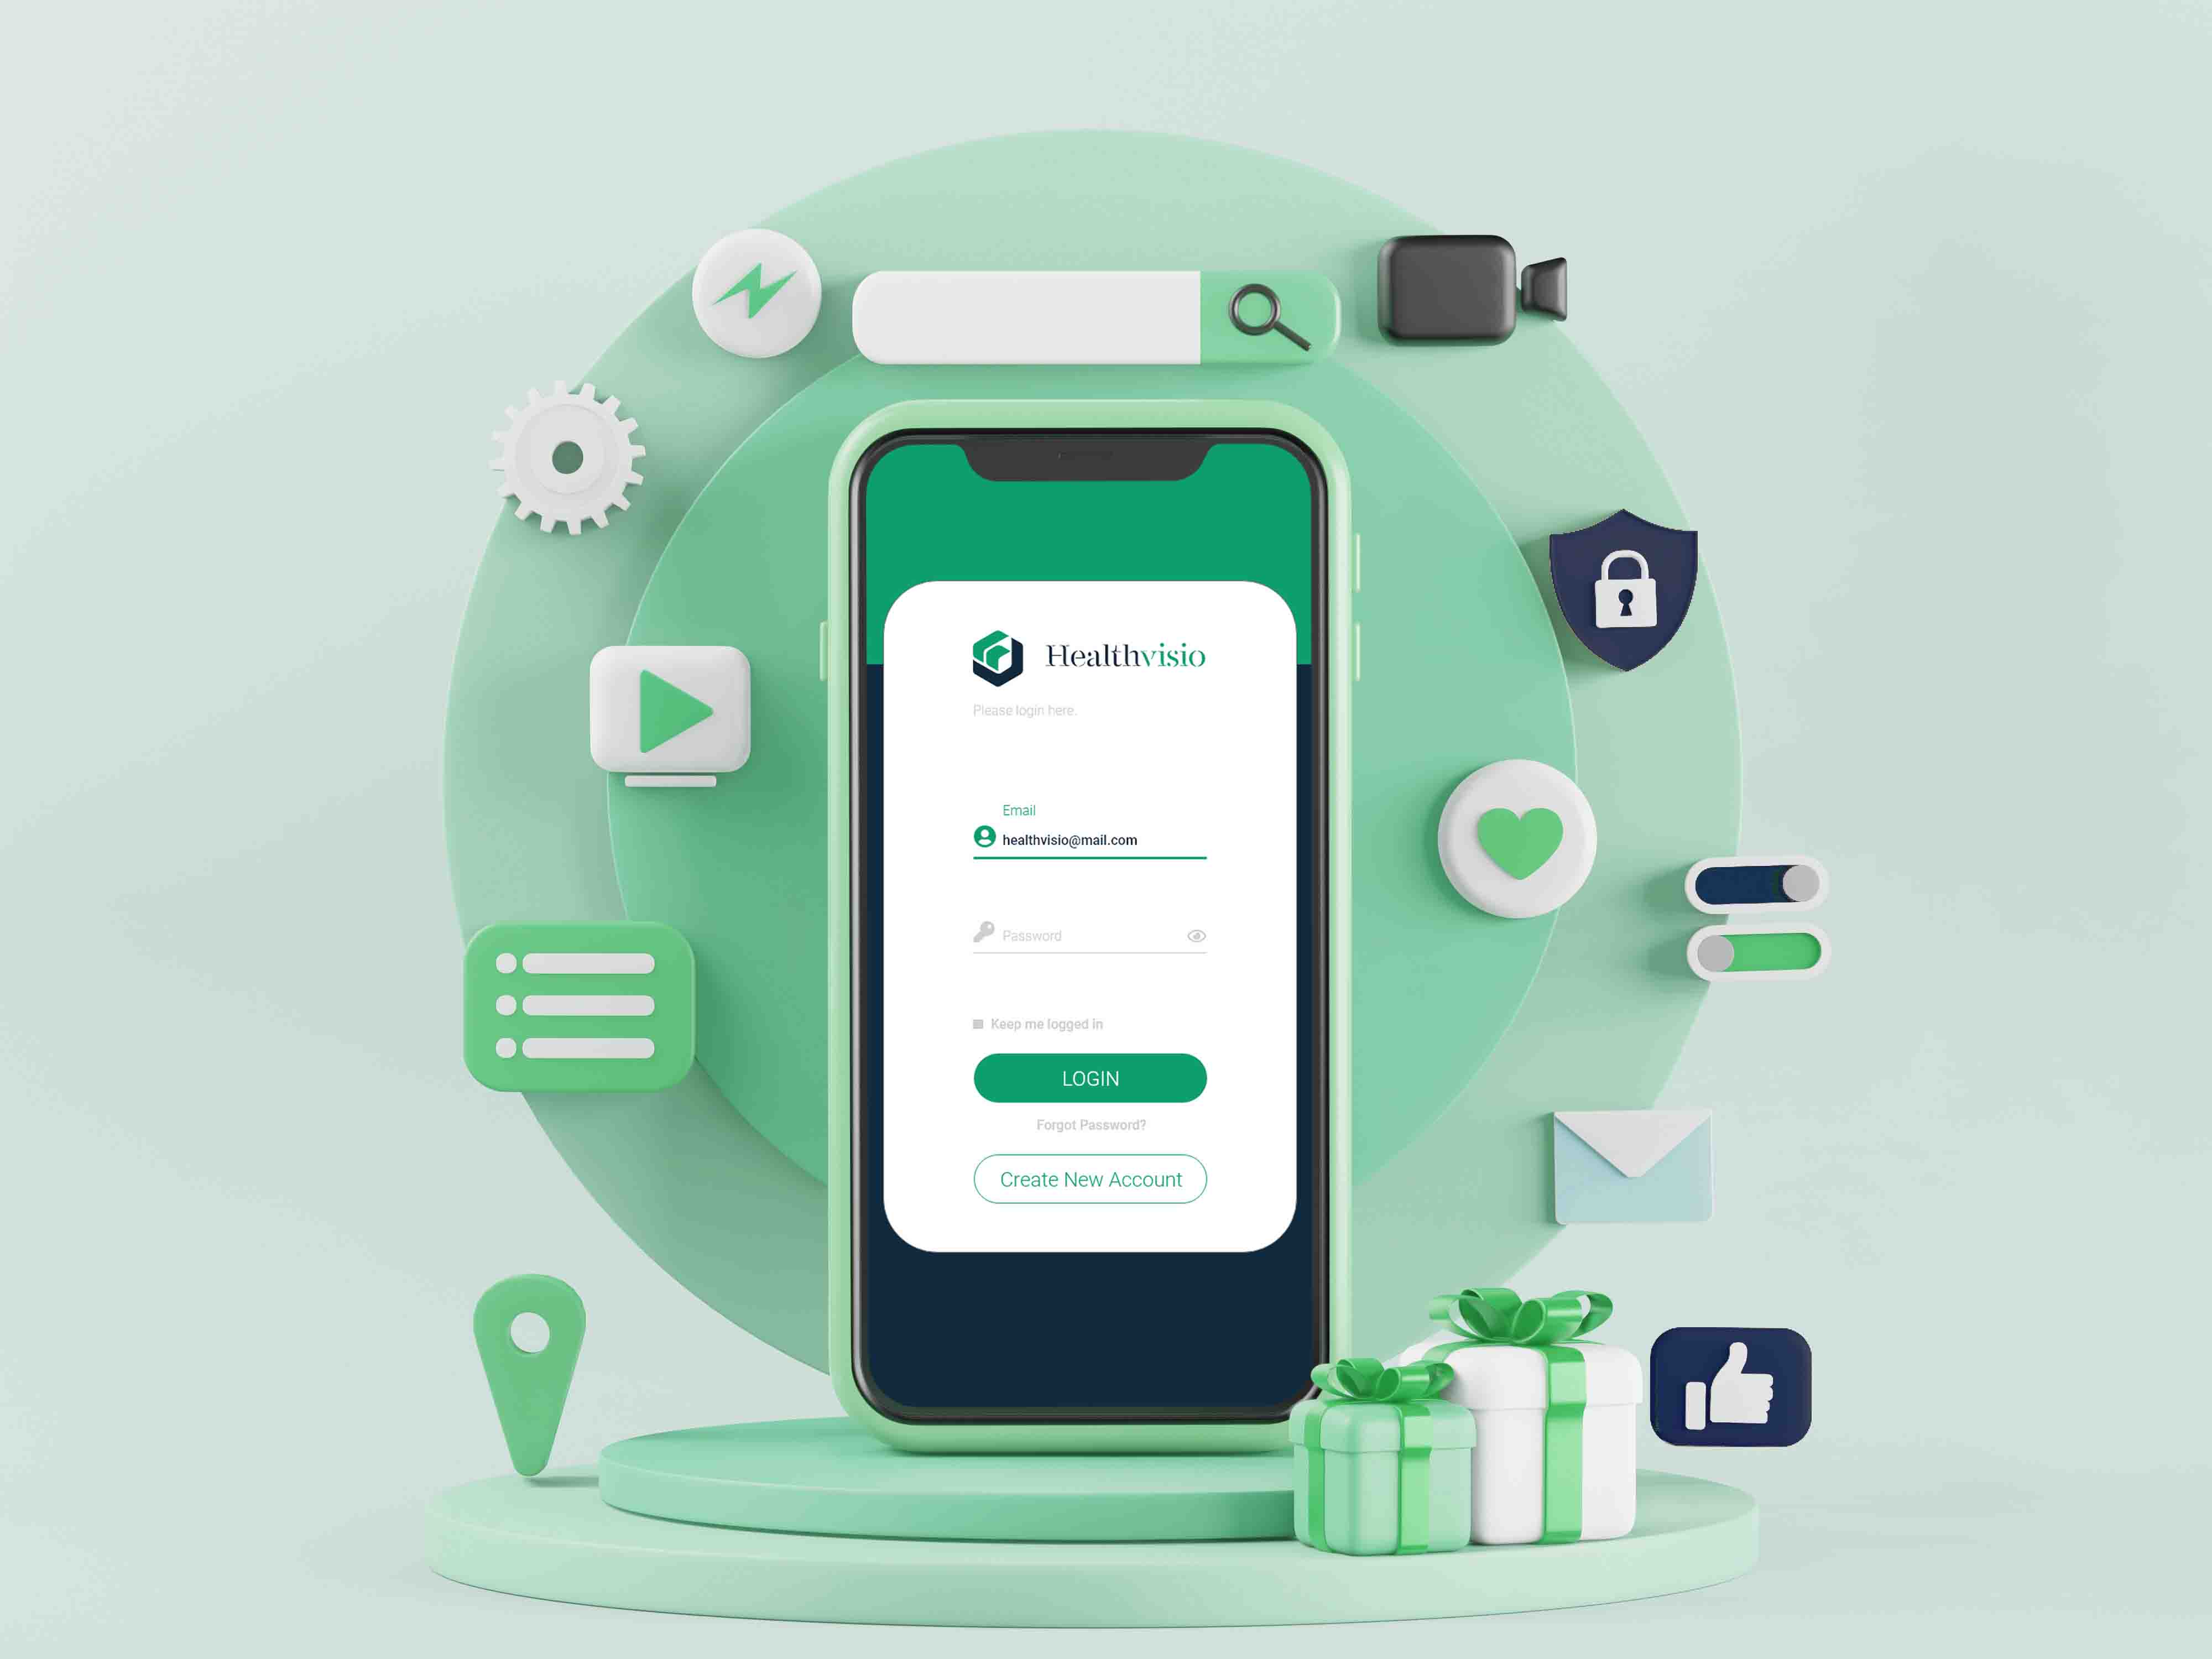 Healthvisio
Please login here.
Email
healthvisio@mail.com
Password
Keep me logged in
LOGIN
Forgot Password?
Create New Account